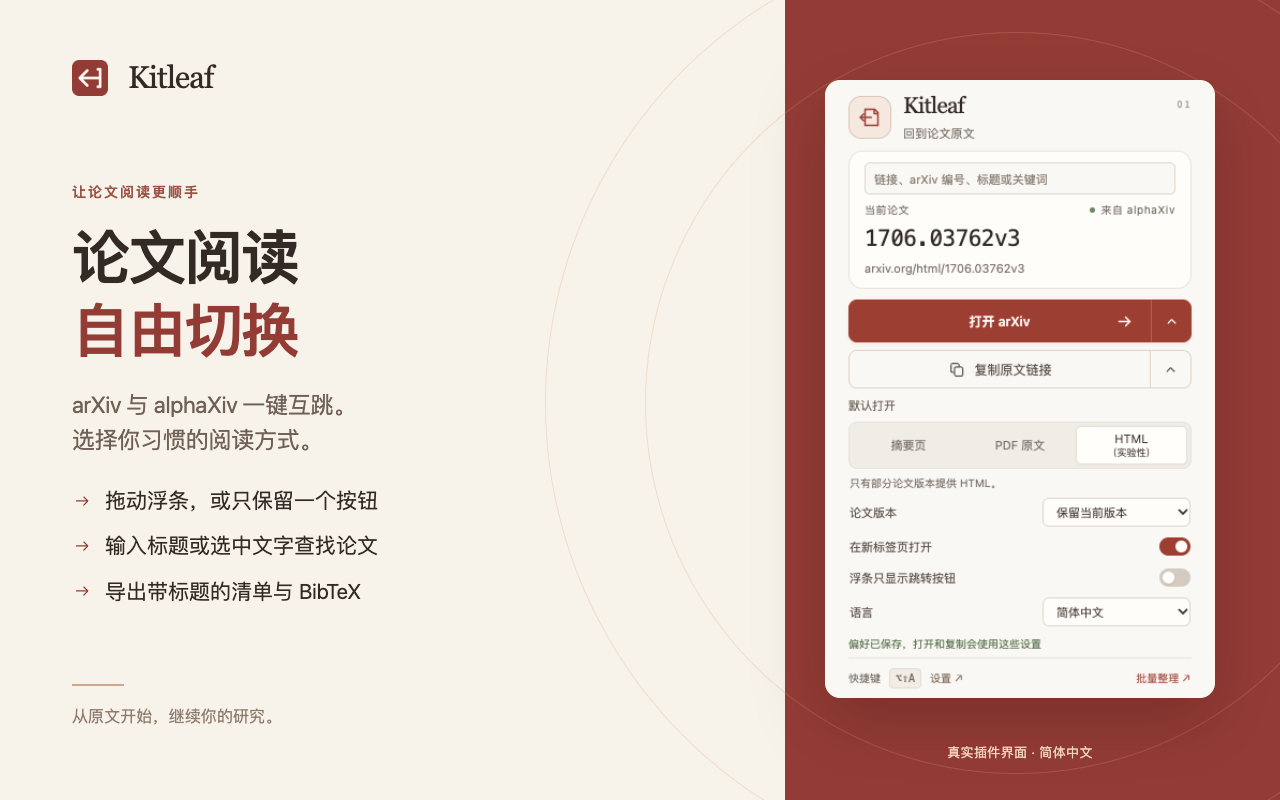 Kitleaf
让论文阅读更顺手
论文阅读
自由切换
arXiv 与 alphaXiv 一键互跳。
选择你习惯的阅读方式。
→ 拖动浮条，或只保留一个按钮
→ 输入标题或选中文字查找论文
→ 导出带标题的清单与 BibTeX
从原文开始，继续你的研究。
Kitleaf
01
回到论文原文
链接、arXiv 编号、标题或关键词
当前论文
来自 alphaXiv
1706.03762v3
arxiv.org/html/1706.03762v3
打开 arXiv →
复制原文链接
默认打开
摘要页
PDF 原文
HTML
(实验性)
只有部分论文版本提供 HTML。
论文版本
保留当前版本
在新标签页打开
浮条只显示跳转按钮
语言
简体中文
偏好已保存，打开和复制会使用这些设置
快捷键 ⌥⇧A 设置 ↗
批量整理 ↗
真实插件界面 · 简体中文